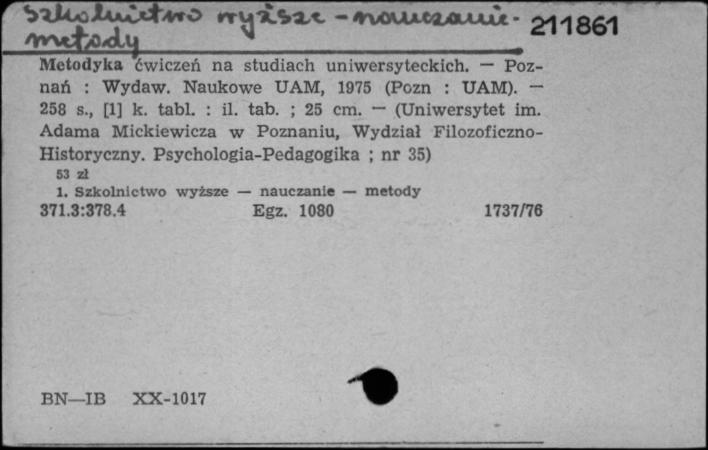 Szkolnictwo wyższe - nauczanie - 211861
metody
Metodyka ćwiczeń na studiach uniwersyteckich. — Poz-
nań : Wydaw. Naukowe UAM, 1975 (Pozn : UAM). —
258 s., [1] k. tabl. : il. tab. ; 25 cm. — (Uniwersytet im.
Adama Mickiewicza w Poznaniu, Wydział Filozoficzno-
Historyczny. Psychologia-Pedagogika ; nr 35)
53 zł
1. Szkolnictwo wyższe — nauczanie — metody
371.3:378.4 Egz. 1080 1737/76
BN—IB XX-1017